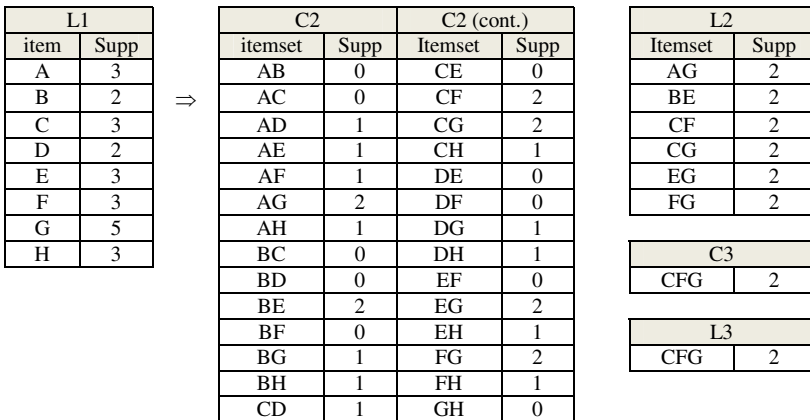 L1 C2 C2 (cont.) L2
item Supp itemset Supp Itemset Supp Itemset Supp
A 3 AB 0 CE 0 AG 2
B 2 ⇒ AC 0 CF 2 BE 2
C 3 AD 1 CG 2 CF 2
D 2 AE 1 CH 1 CG 2
E 3 AF 1 DE 0 EG 2
F 3 AG 2 DF 0 FG 2
G 5 AH 1 DG 1
H 3 BC 0 DH 1 C3
BD 0 EF 0 CFG 2
BE 2 EG 2
BF 0 EH 1 L3
BG 1 FG 2 CFG 2
BH 1 FH 1
CD 1 GH 0